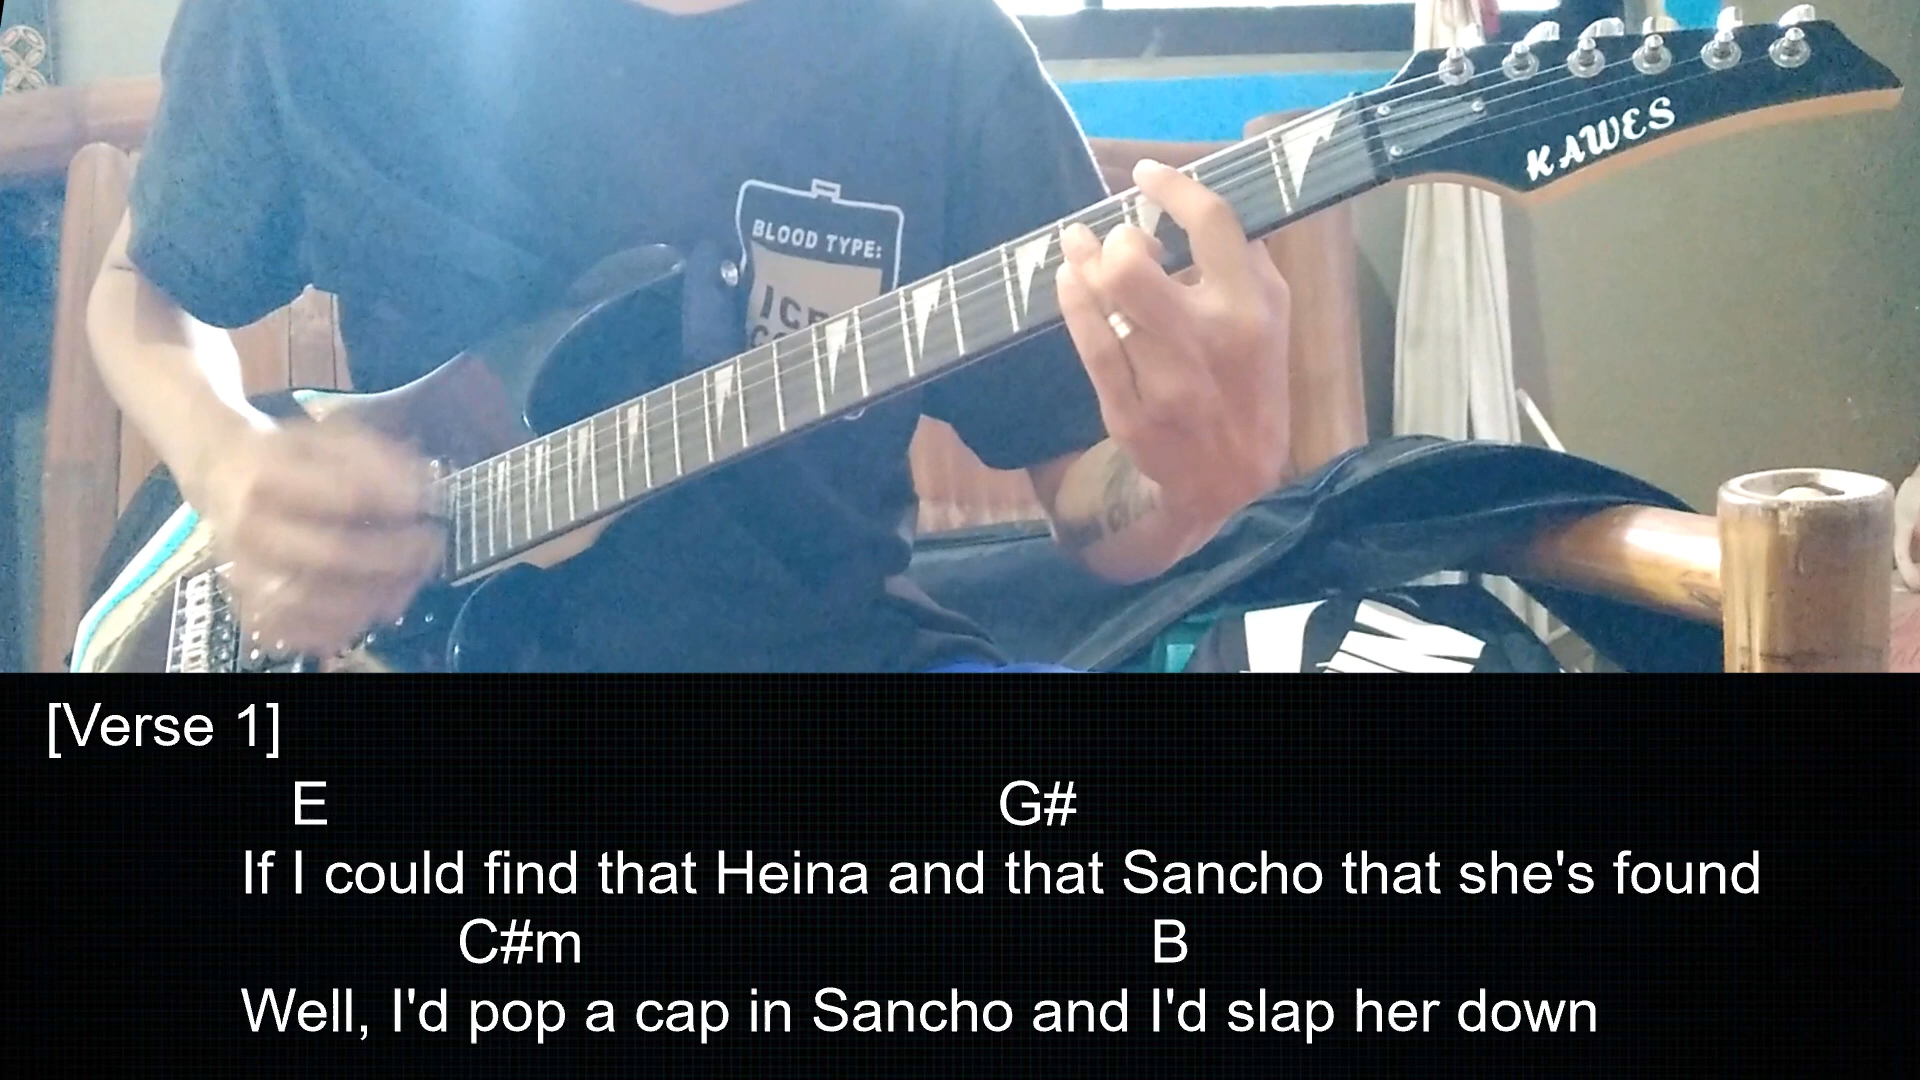 KAWES
BLOOD TYPE:
[Verse 1]
E G#
If I could find that Heina and that Sancho that she's found
C#m B
Well, I'd pop a cap in Sancho and I'd slap her down